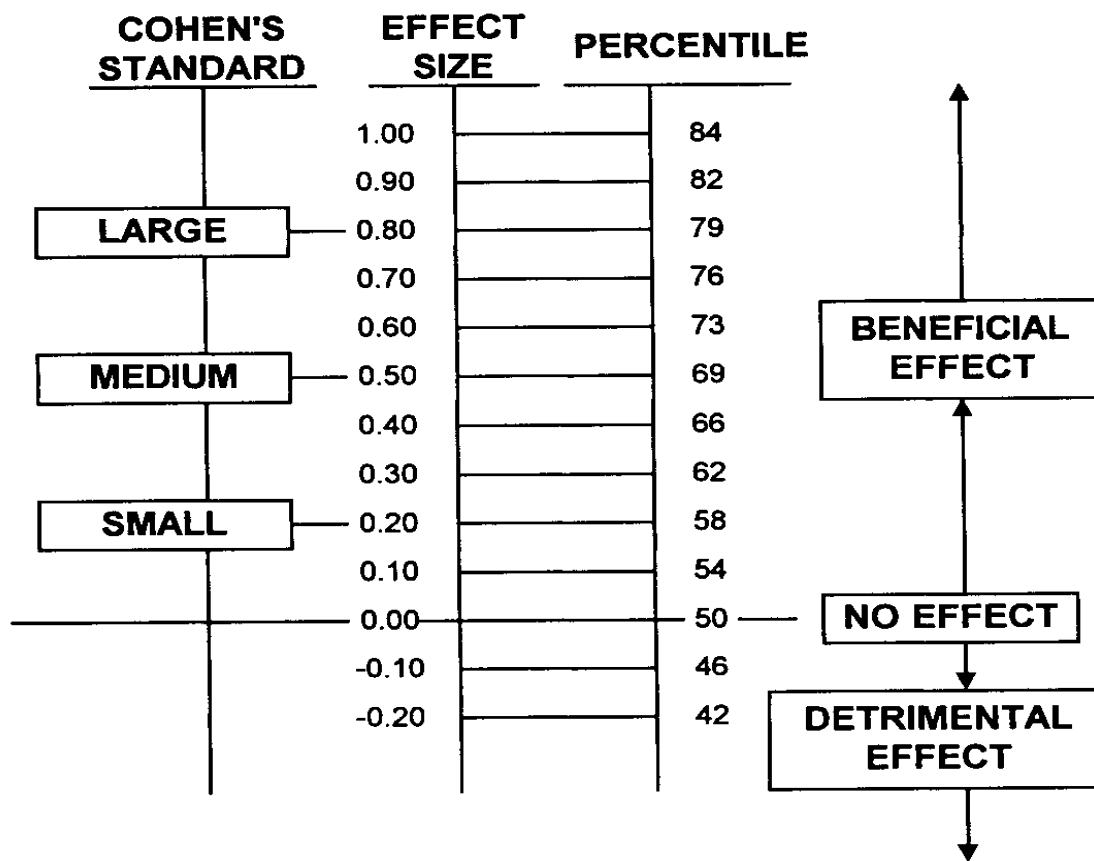 COHEN'S
STANDARD
EFFECT
SIZE
PERCENTILE
1.00 84
0.90 82
LARGE 0.80 79
0.70 76
0.60 73
MEDIUM 0.50 69
0.40 66
0.30 62
SMALL 0.20 58
0.10 54
0.00 50
-0.10 46
-0.20 42
BENEFICIAL
EFFECT
NO EFFECT
DETRIMENTAL
EFFECT